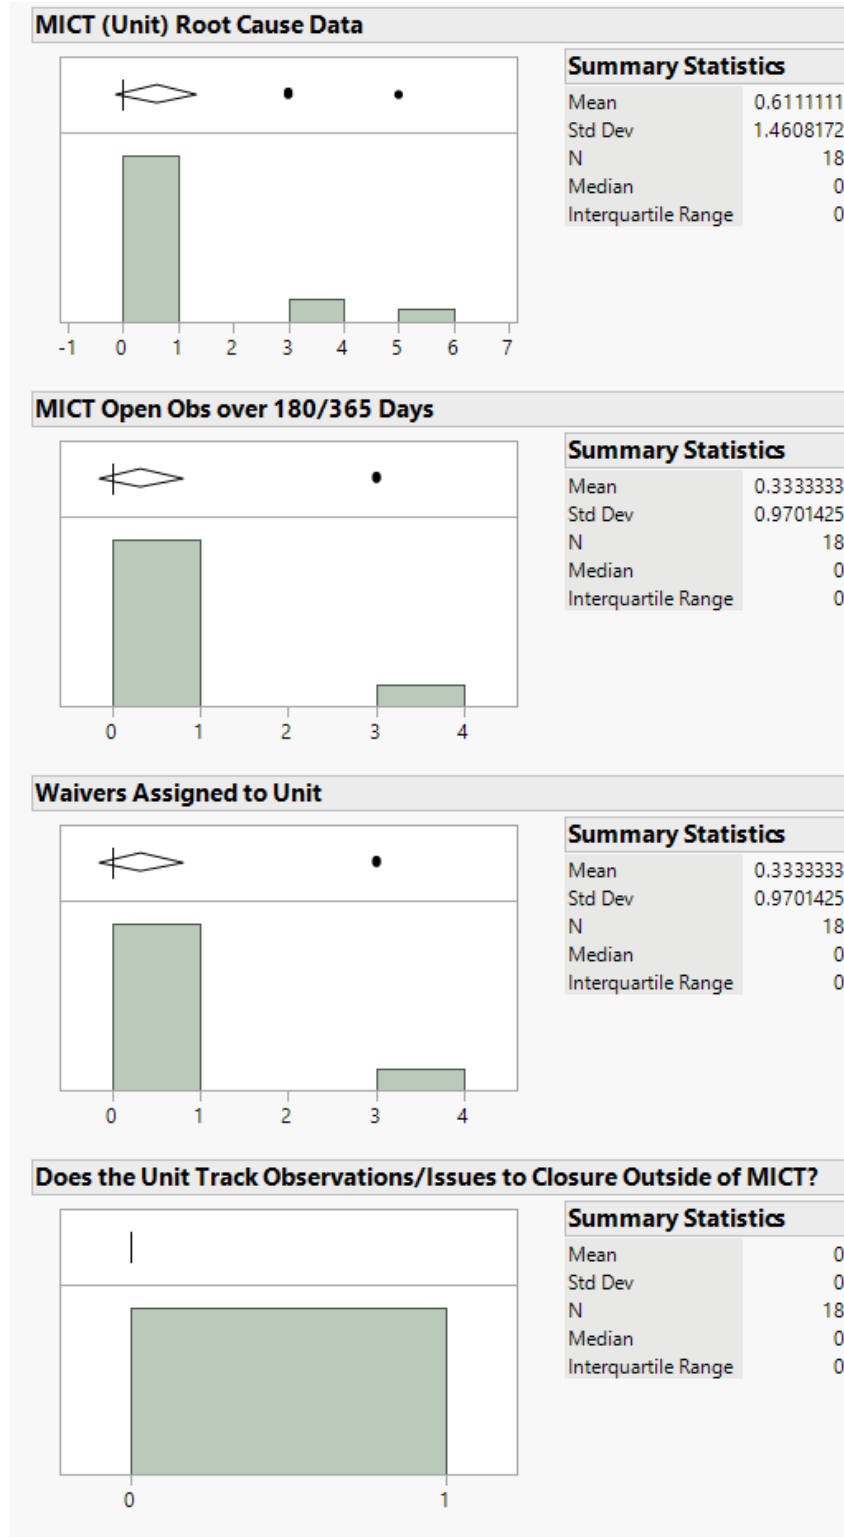 MICT (Unit) Root Cause Data
Summary Statistics
Mean 0.6111111
Std Dev 1.4608172
N 18
Median 0
Interquartile Range 0
-1 0 1 2 3 4 5 6 7
MICT Open Obs over 180/365 Days
Summary Statistics
Mean 0.3333333
Std Dev 0.9701425
N 18
Median 0
Interquartile Range 0
0 1 2 3 4
Waivers Assigned to Unit
Summary Statistics
Mean 0.3333333
Std Dev 0.9701425
N 18
Median 0
Interquartile Range 0
0 1 2 3 4
Does the Unit Track Observations/Issues to Closure Outside of MICT?
Summary Statistics
Mean 0
Std Dev 0
N 18
Median 0
Interquartile Range 0
0 1